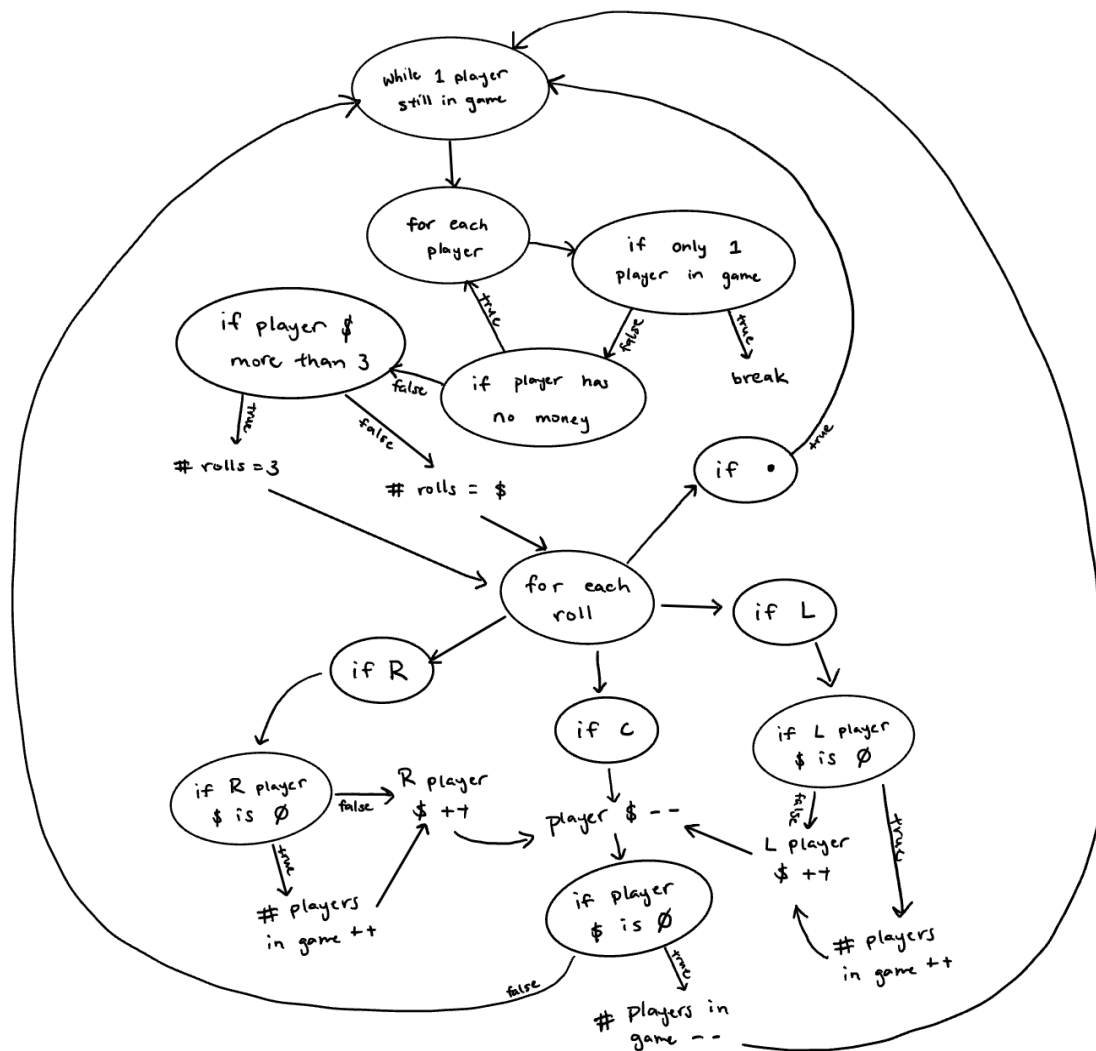 while 1 player
still in game
for each
player
if only 1
player in game
true
false
true
break
if player $
more than 3
false
if player has
no money
true
false
# rolls = 3
# rolls = $
if •
true
for each
roll
if L
if R
if C
if L player
$ is Ø
if R player
$ is Ø
false
R player
$ ++
player $ --
false
true
L player
$ ++
true
# players
in game ++
if player
$ is Ø
# players
in game ++
false
true
# players in
game --